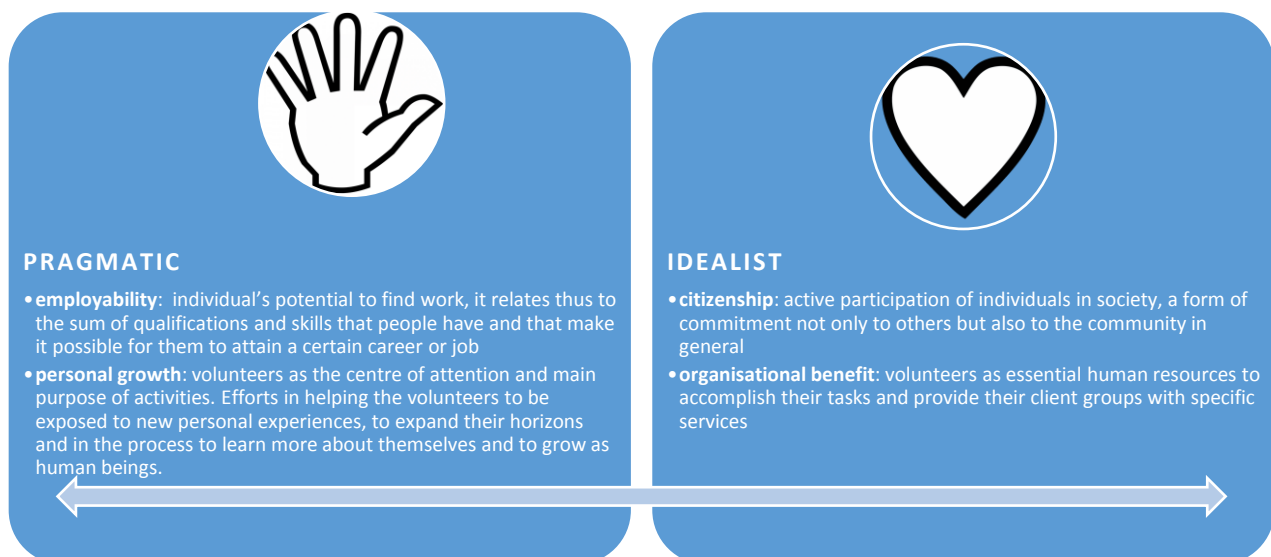 PRAGMATIC
•employability:  individual's potential to find work, it relates thus to
the sum of qualifications and skills that people have and that make
it possible for them to attain a certain career or job
•personal growth: volunteers as the centre of attention and main
purpose of activities. Efforts in helping the volunteers to be
exposed to new personal experiences, to expand their horizons
and in the process to learn more about themselves and to grow as
human beings.
IDEALIST
•citizenship: active participation of individuals in society, a form of
commitment not only to others but also to the community in
general
•organisational benefit: volunteers as essential human resources to
accomplish their tasks and provide their client groups with specific
services